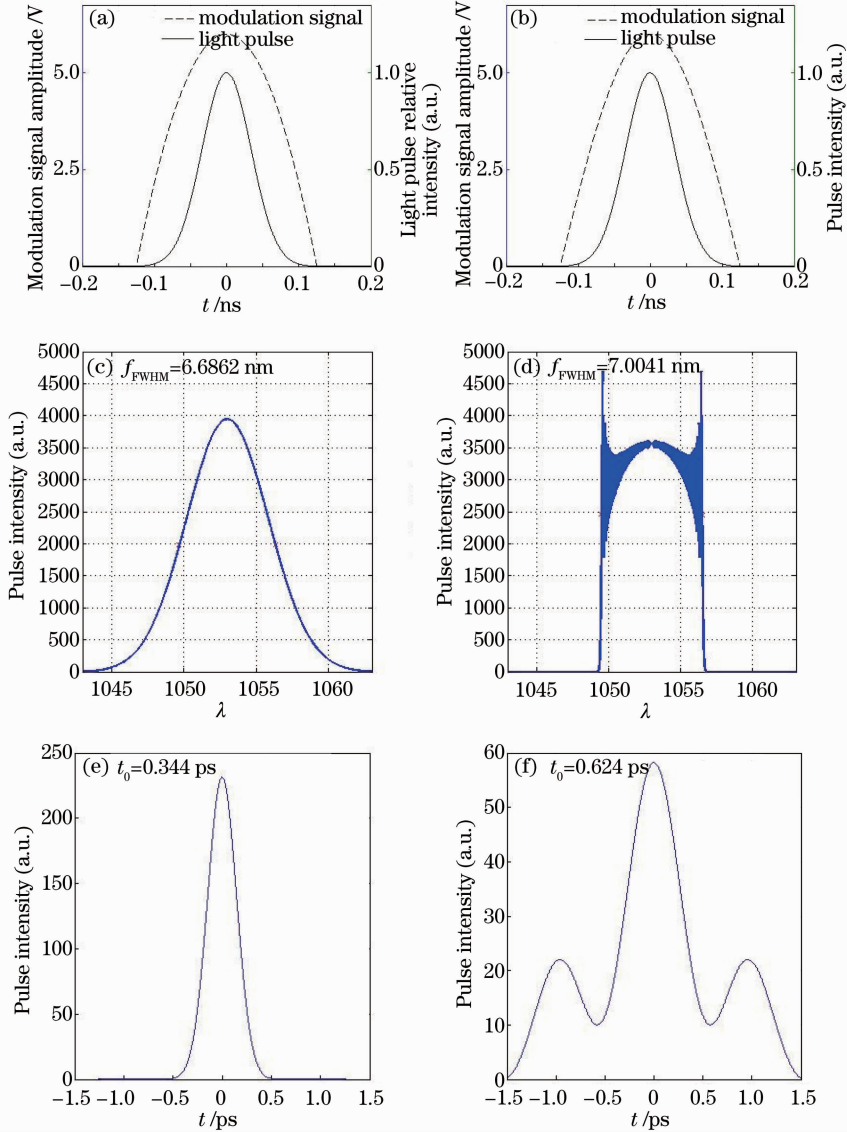 (a)
modulation signal
light pulse
Modulation signal amplitude /V
5.0
2.5
0
1.0
0.5
0
Light pulse relative
intensity (a.u.)
−0.2
−0.1
0
0.1
0.2
t /ns
(b)
modulation signal
light pulse
Modulation signal amplitude /V
5.0
2.5
0
1.0
0.5
0
Pulse intensity (a.u.)
−0.2
−0.1
0
0.1
0.2
t /ns
(c)
f_FWHM=6.6862 nm
Pulse intensity (a.u.)
5000
4500
4000
3500
3000
2500
2000
1500
1000
500
0
1045
1050
1055
1060
λ
(d)
f_FWHM=7.0041 nm
Pulse intensity (a.u.)
5000
4500
4000
3500
3000
2500
2000
1500
1000
500
0
1045
1050
1055
1060
λ
(e) t₀=0.344 ps
Pulse intensity (a.u.)
250
200
150
100
50
0
−1.5
−1.0
−0.5
0
0.5
1.0
1.5
t /ps
(f) t₀=0.624 ps
Pulse intensity (a.u.)
60
50
40
30
20
10
0
−1.5
−1.0
−0.5
0
0.5
1.0
1.5
t /ps